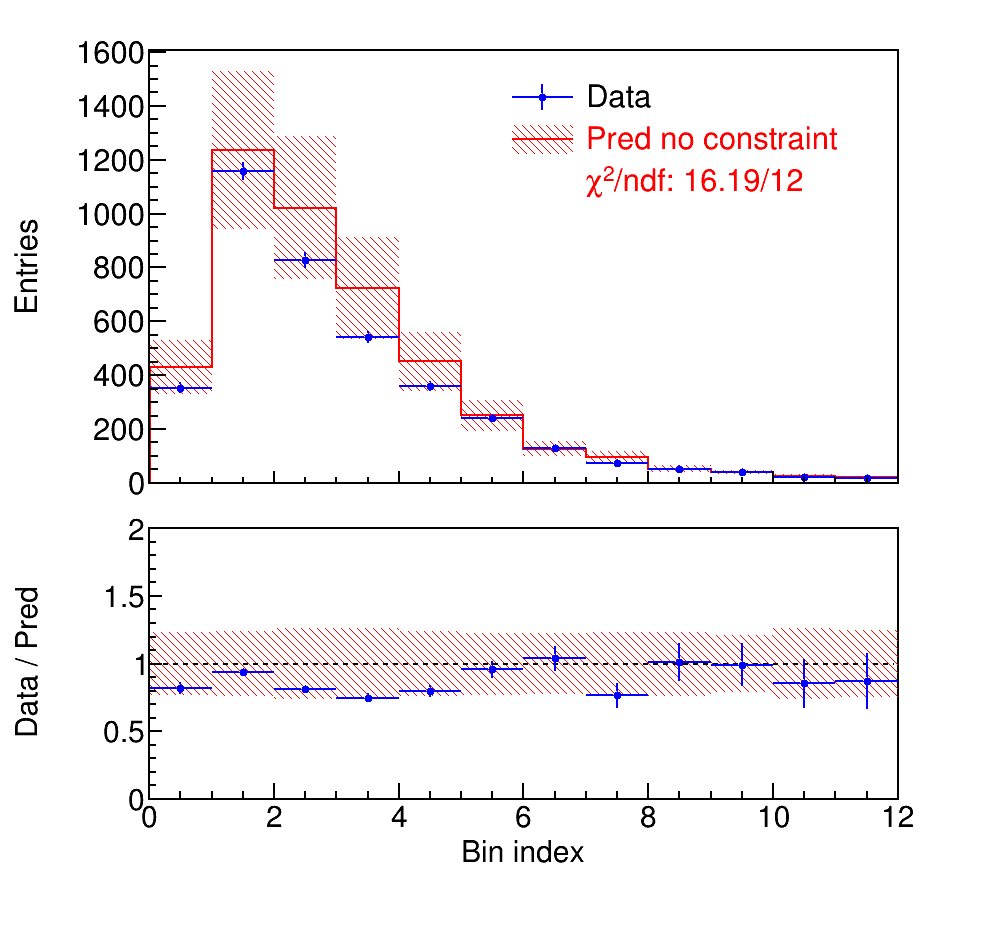 1600
1400
1200
1000
800
600
400
200
0
Entries
Data
Pred no constraint
χ²/ndf: 16.19/12
2
1.5
1
0.5
0
Data / Pred
0 2 4 6 8 10 12
Bin index